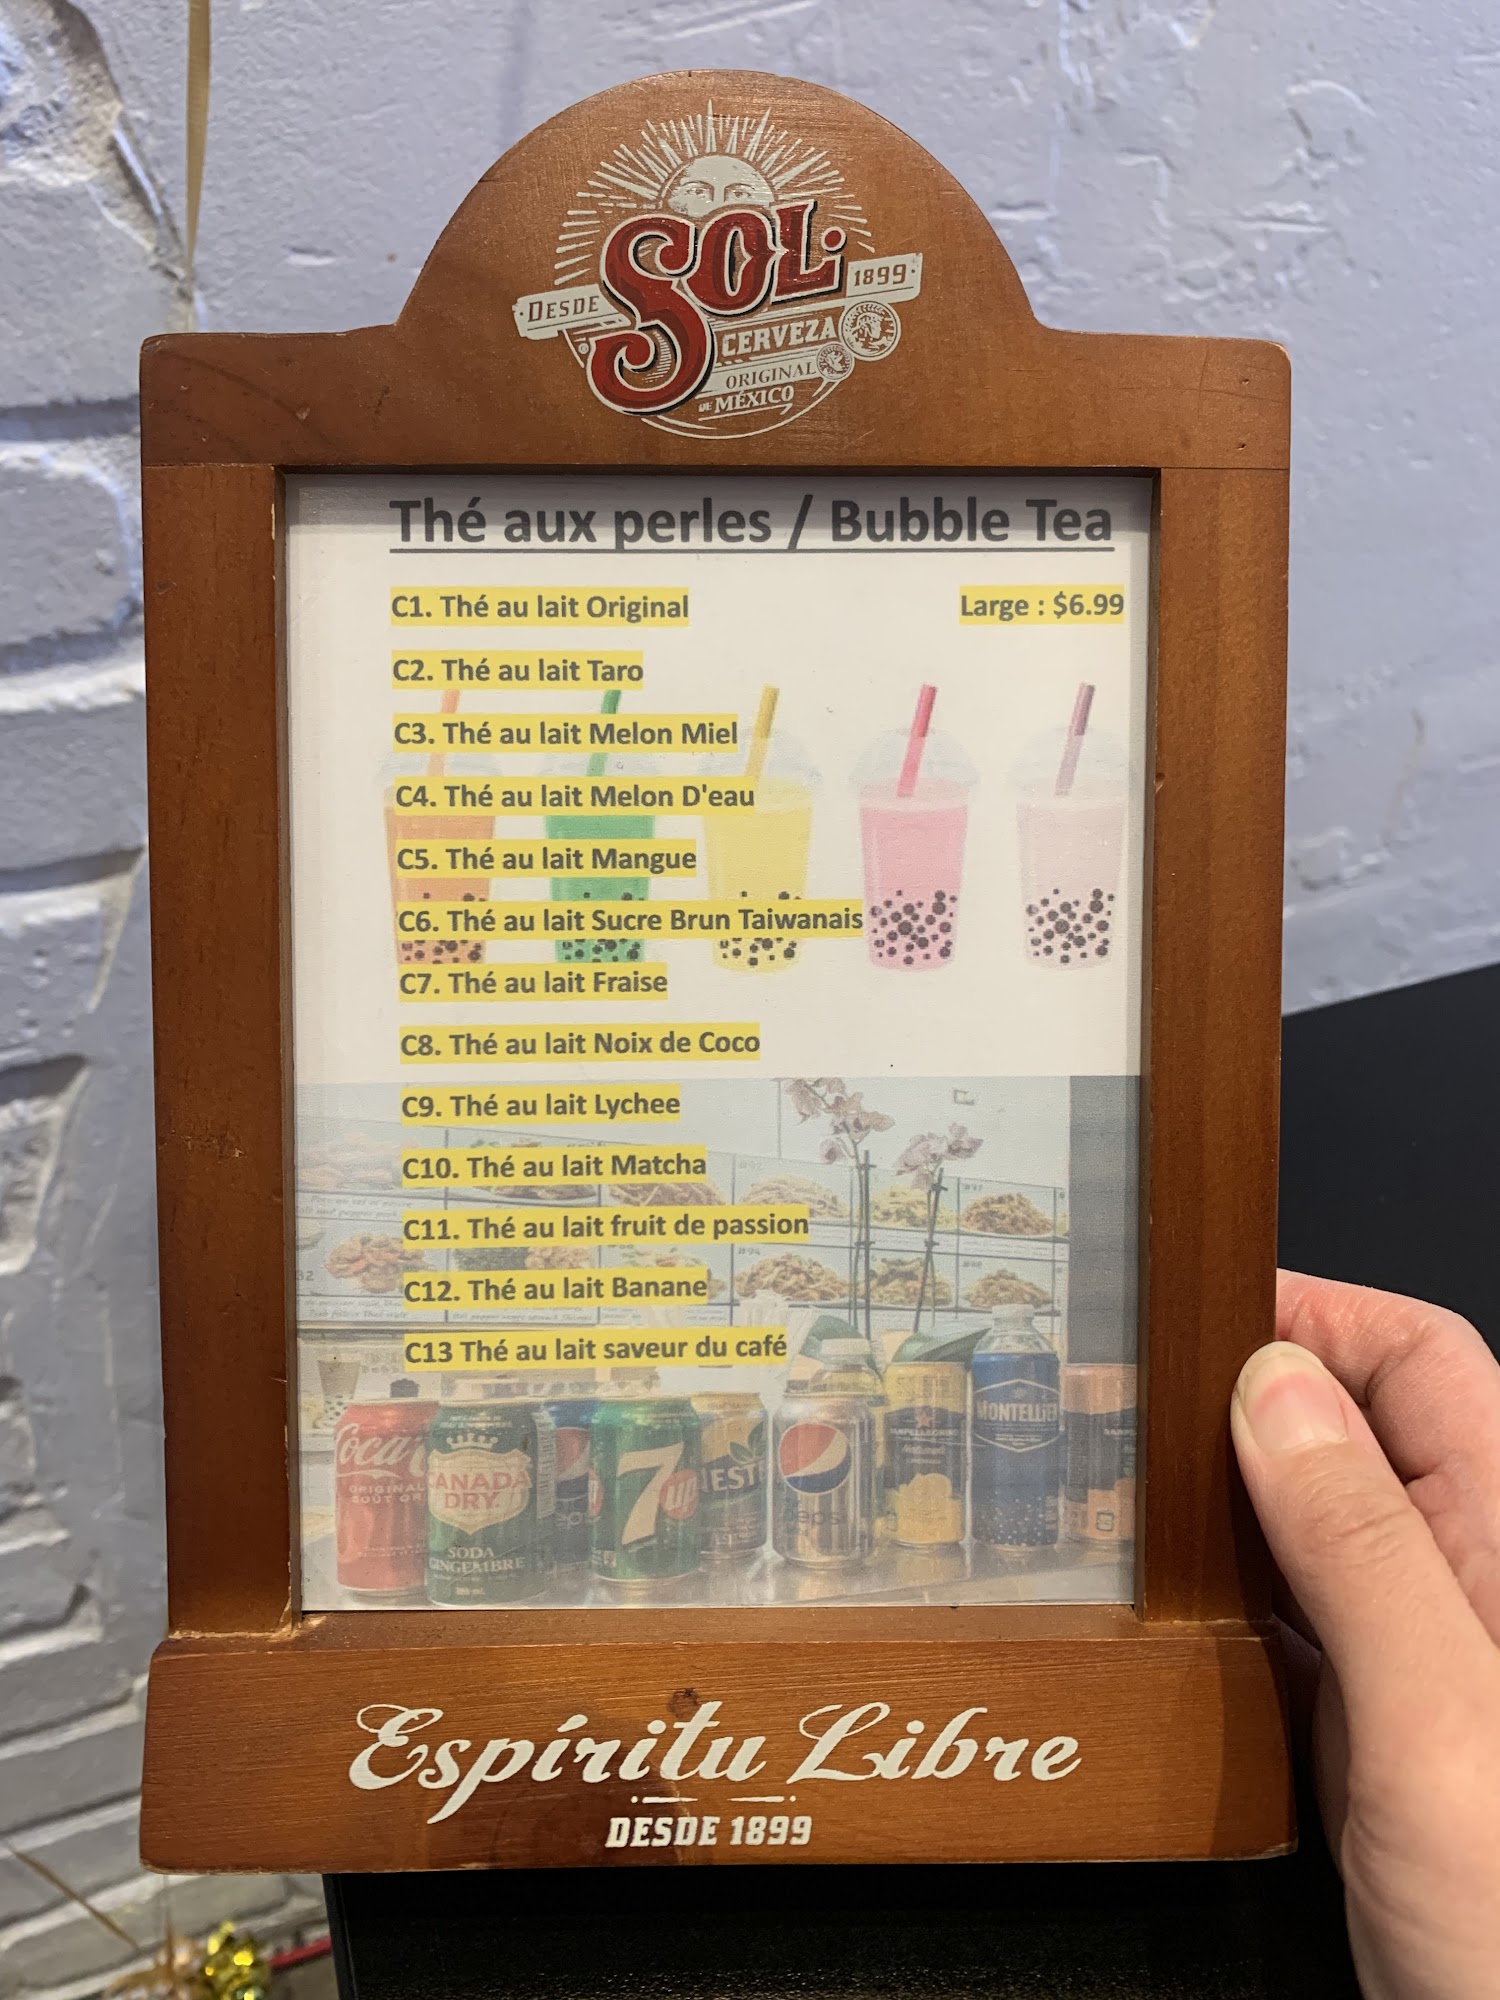 DESDE SOL 1899
CERVEZA
ORIGINAL
DE MÉXICO
Thé aux perles / Bubble Tea
C1. Thé au lait Original Large : $6.99
C2. Thé au lait Taro
C3. Thé au lait Melon Miel
C4. Thé au lait Melon D'eau
C5. Thé au lait Mangue
C6. Thé au lait Sucre Brun Taiwanais
C7. Thé au lait Fraise
C8. Thé au lait Noix de Coco
C9. Thé au lait Lychee
C10. Thé au lait Matcha
C11. Thé au lait fruit de passion
C12. Thé au lait Banane
C13 Thé au lait saveur du café
CANADA
DRY
SODA
GINGEMBRE
7up
pepsi
MONTELLIER
Espíritu Libre
DESDE 1899